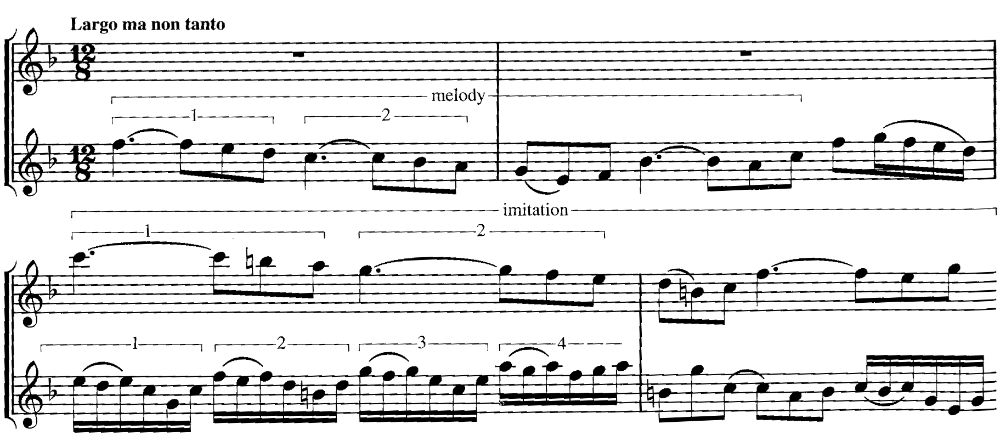 Largo ma non tanto
12
8
melody
1 2
12
8
imitation
1 2
1 2 3 4